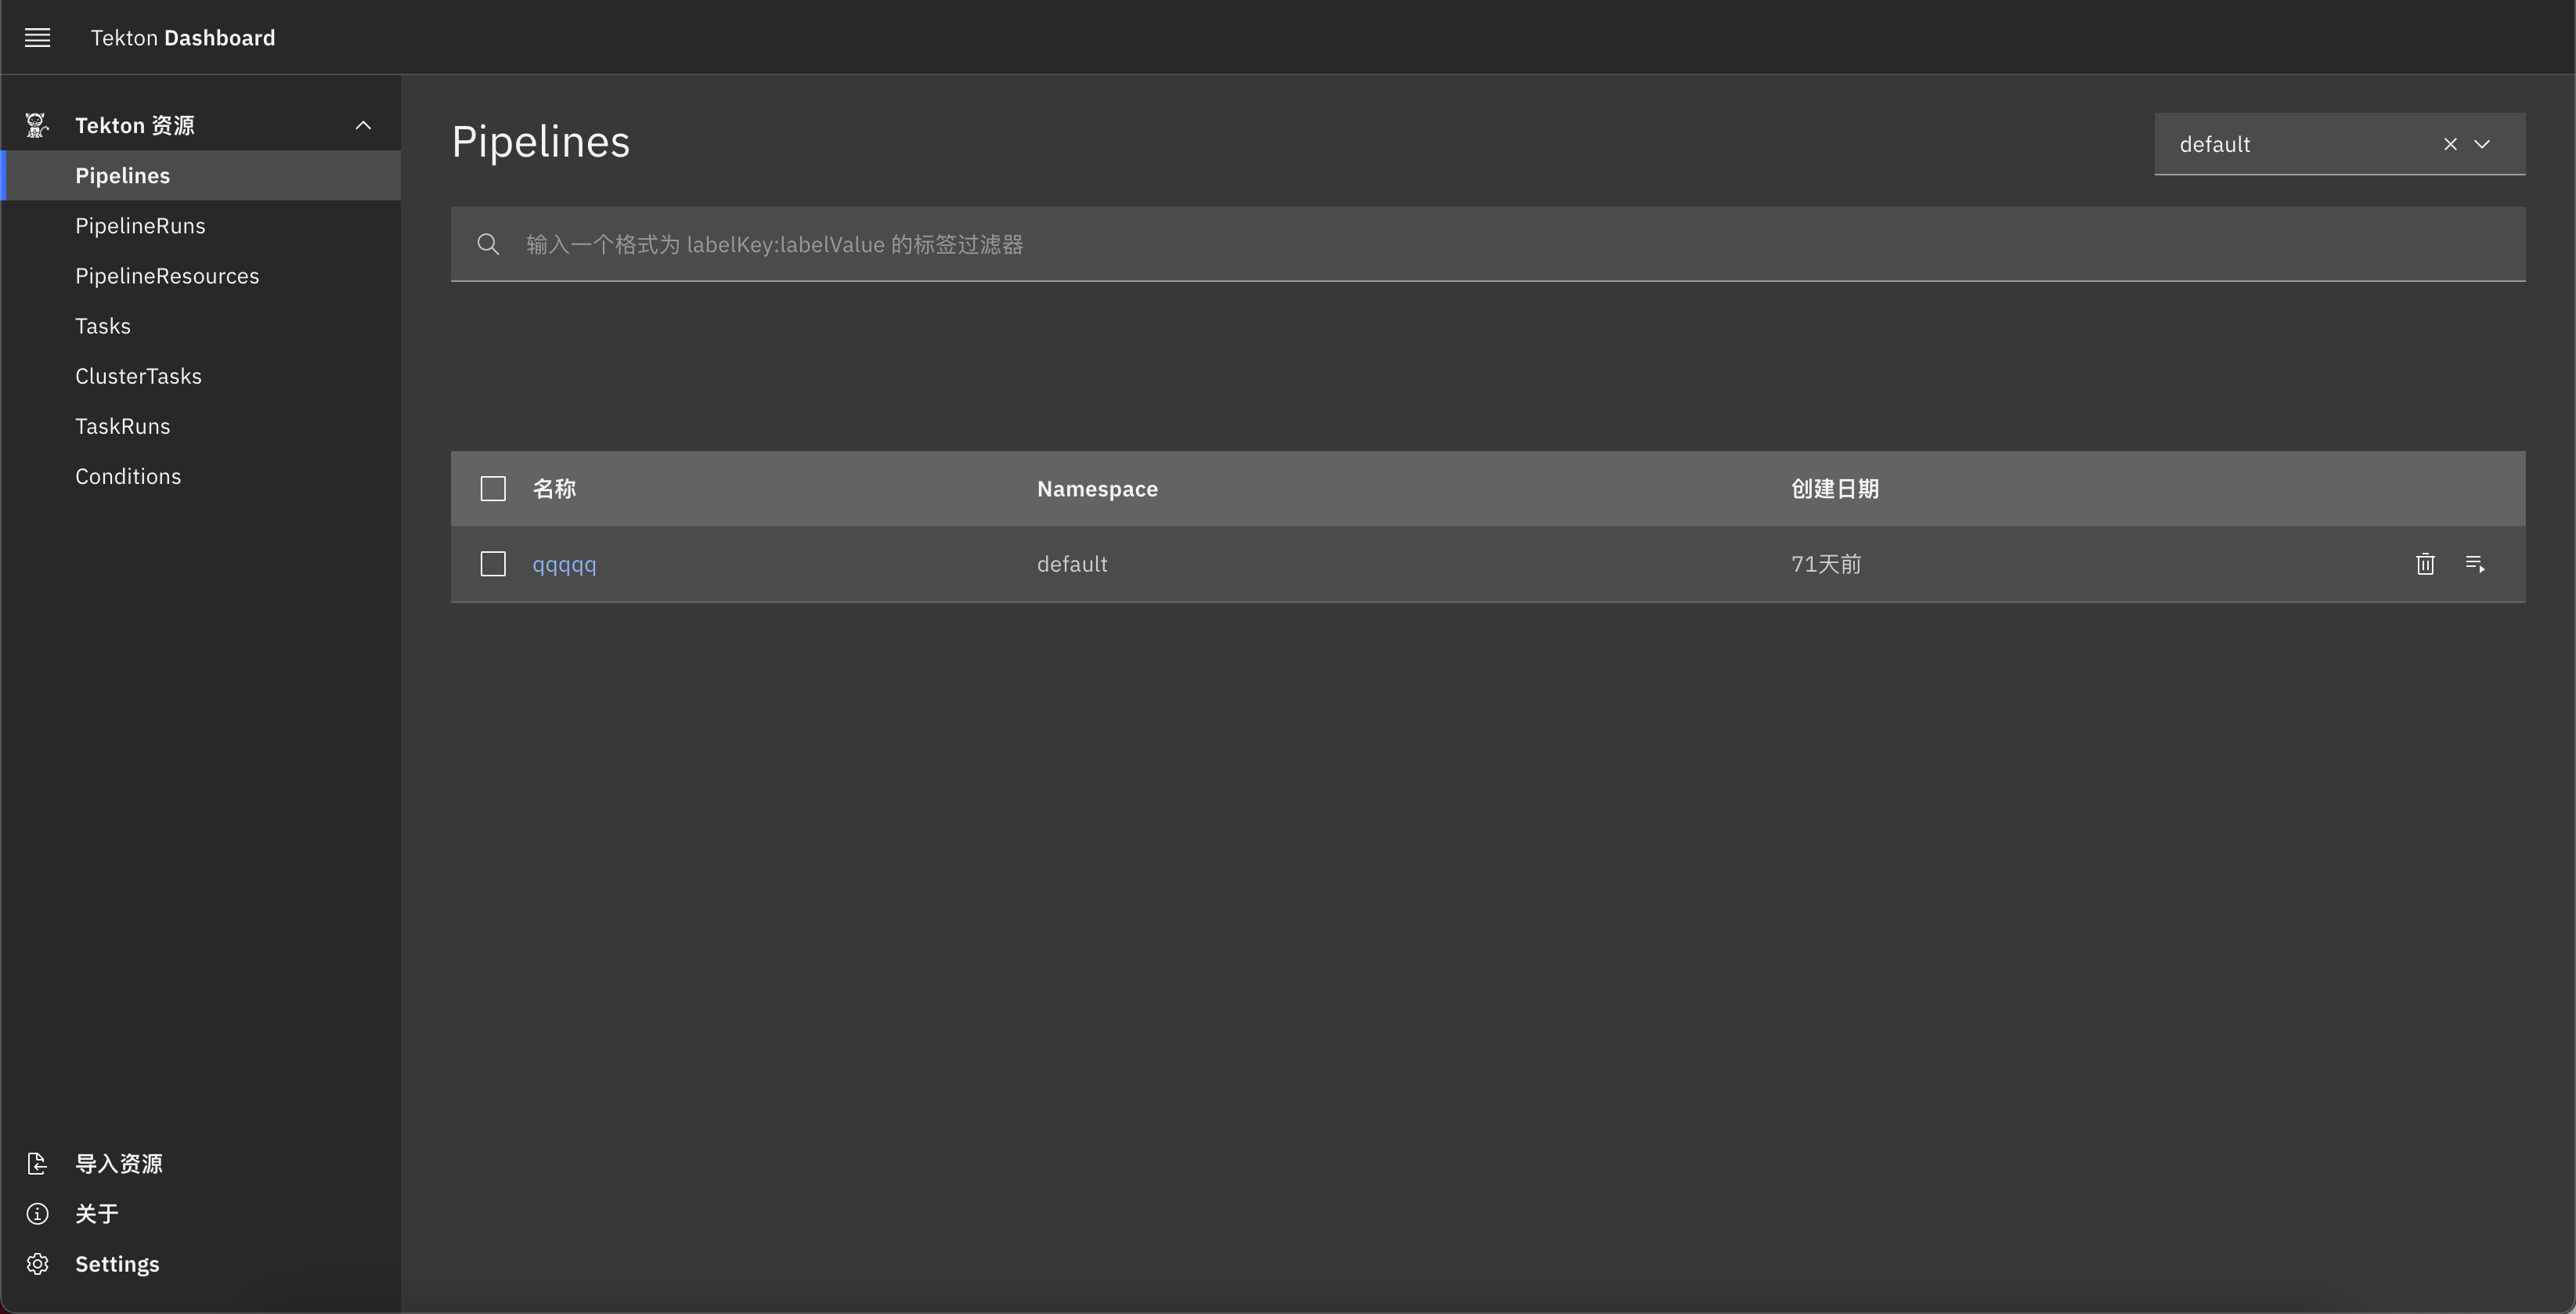 Tekton Dashboard
Tekton 资源
Pipelines
PipelineRuns
PipelineResources
Tasks
ClusterTasks
TaskRuns
Conditions
导入资源
关于
Settings
Pipelines
default
输入一个格式为 labelKey:labelValue 的标签过滤器
名称 Namespace 创建日期
qqqqq default 71天前